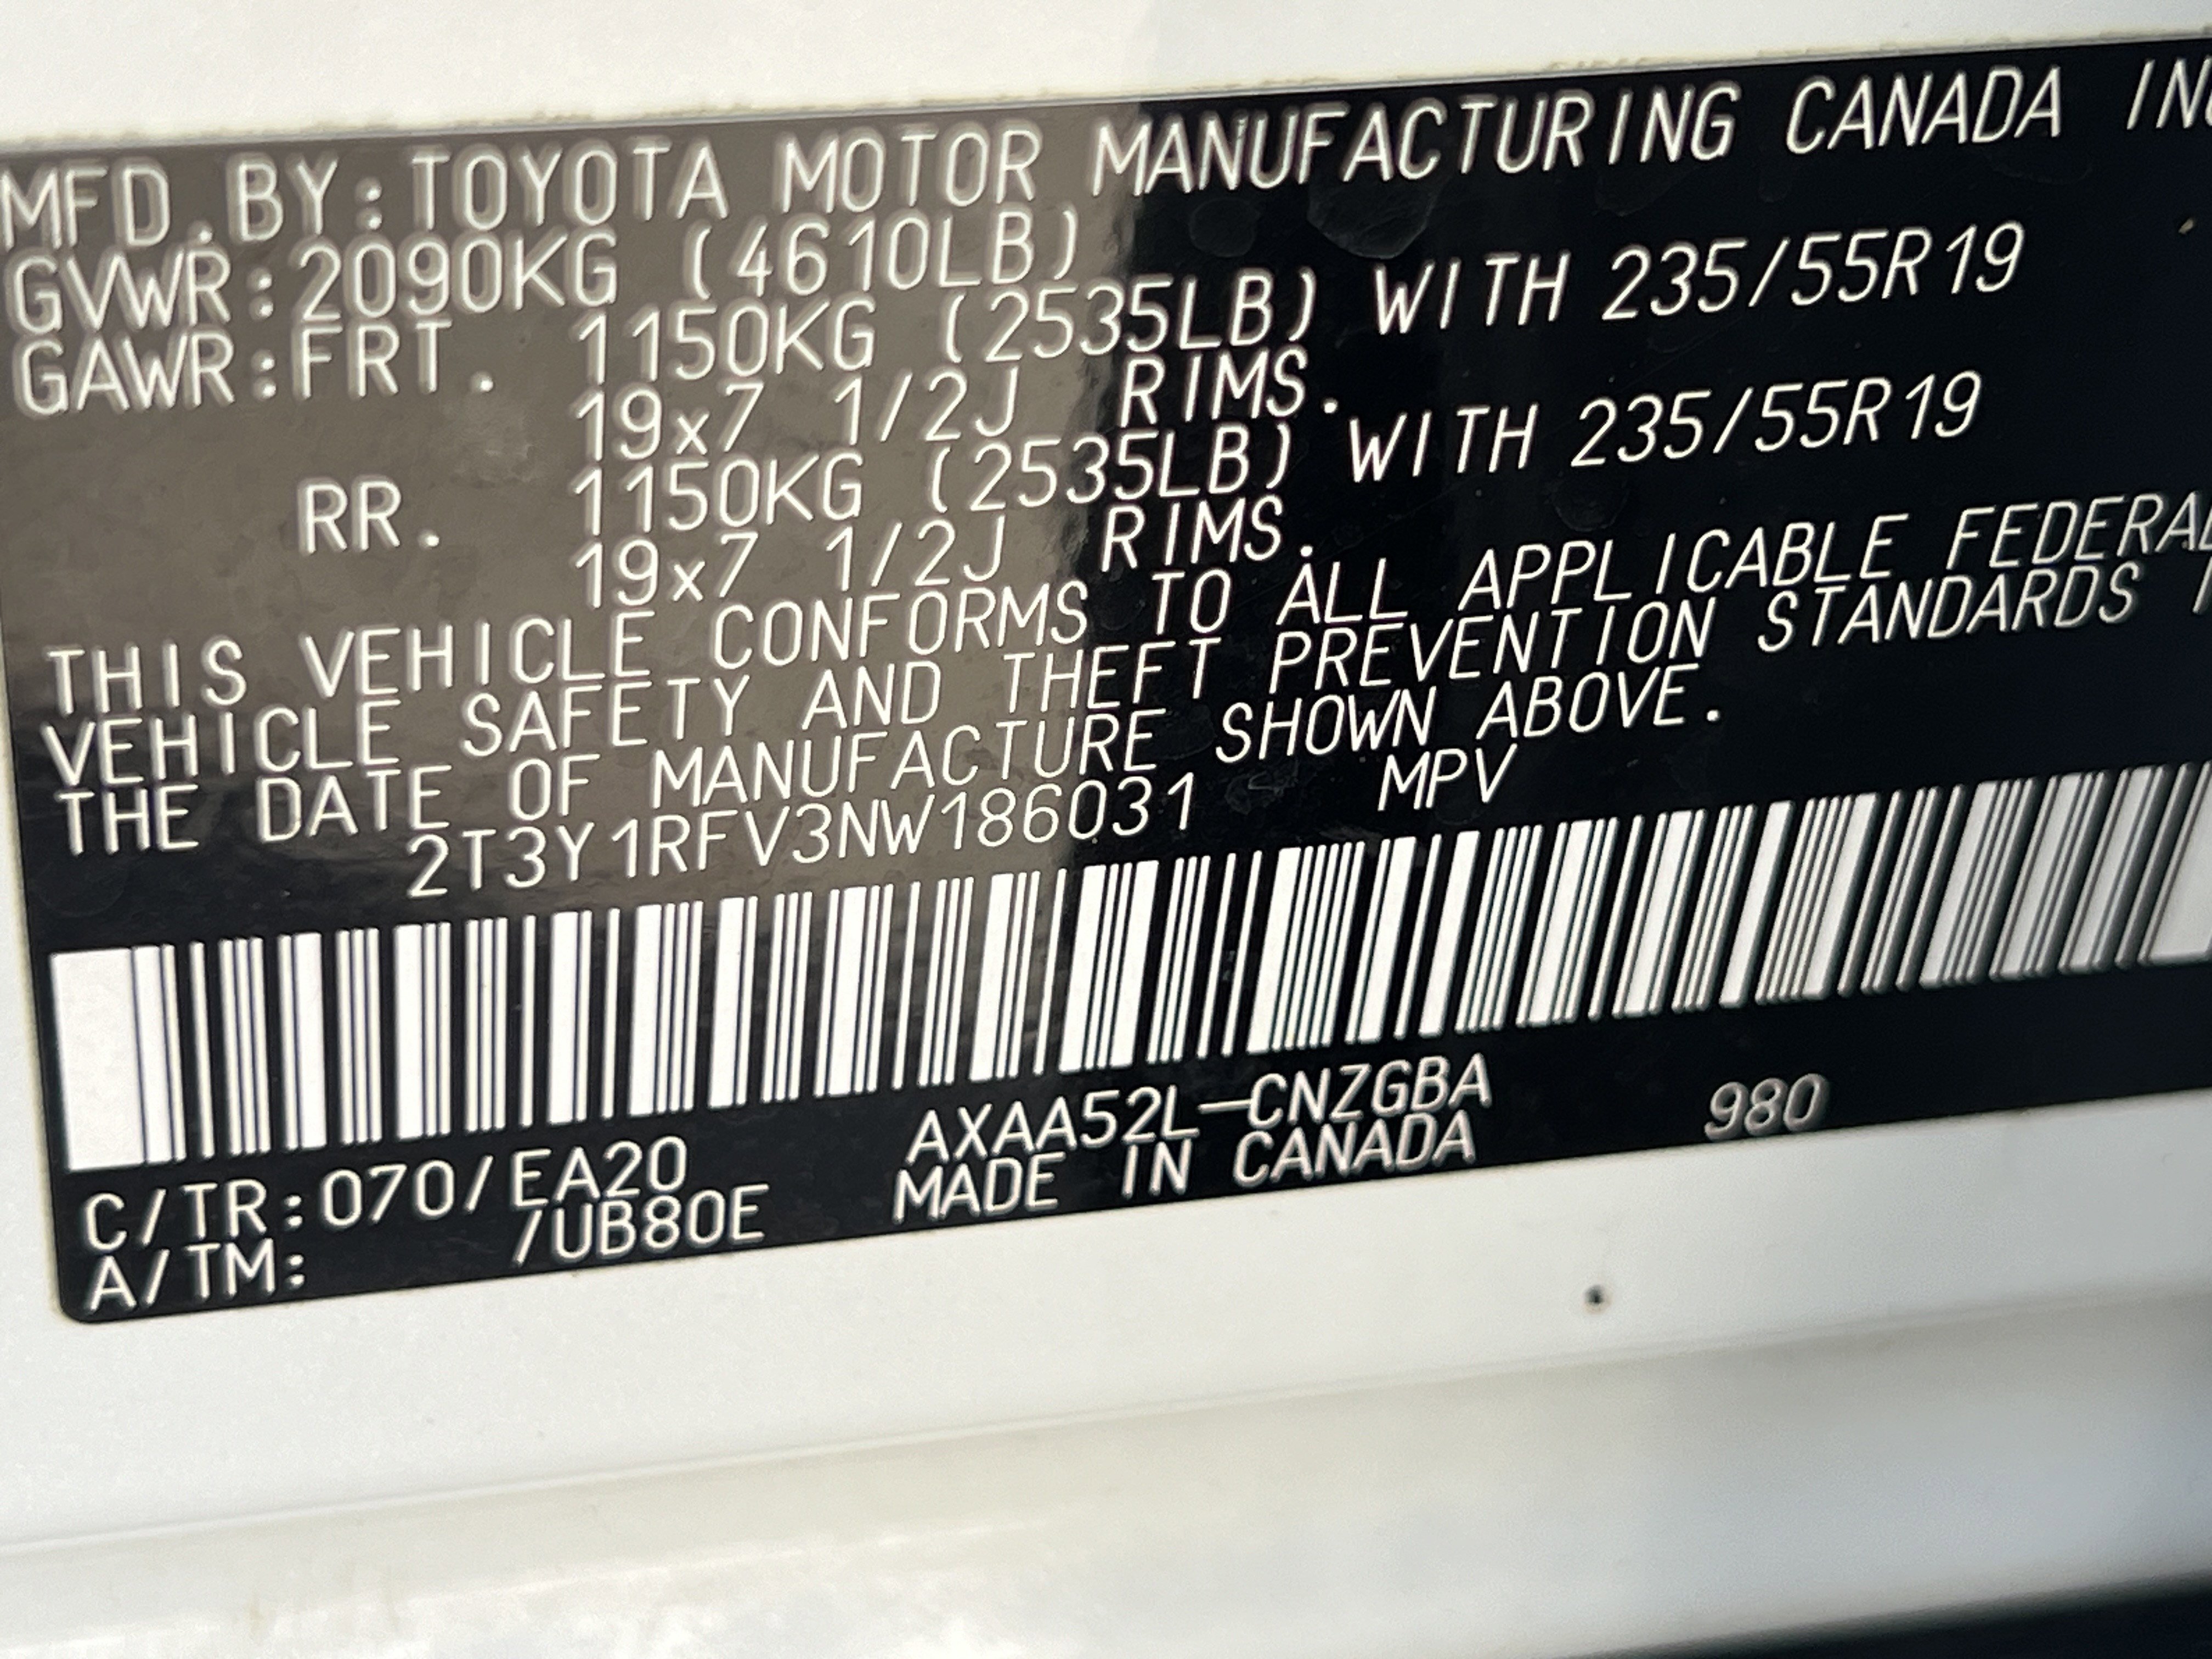 MFD.BY:TOYOTA MOTOR MANUFACTURING CANADA
GVWR:2090KG (4610LB)
GAWR:FRT. 1150KG (2535LB) WITH 235/55R19
19x7 1/2J RIMS.
RR. 1150KG (2535LB) WITH 235/55R19
19x7 1/2J RIMS.
THIS VEHICLE CONFORMS TO ALL APPLICABLE FEDERAL
VEHICLE SAFETY AND THEFT PREVENTION STANDARDS
THE DATE OF MANUFACTURE SHOWN ABOVE.
2T3Y1RFV3NW186031 MPV
C/TR:070/EA20 AXAA52L-CNZGBA 980
A/TM: /UB80E MADE IN CANADA